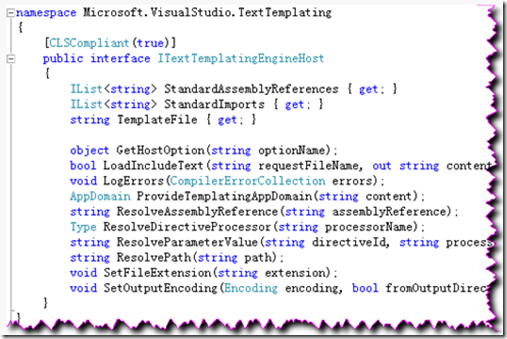 namespace Microsoft.VisualStudio.TextTemplating
{
[CLSCompliant(true)]
public interface ITextTemplatingEngineHost
{
IList<string> StandardAssemblyReferences { get; }
IList<string> StandardImports { get; }
string TemplateFile { get; }
object GetHostOption(string optionName);
bool LoadIncludeText(string requestFileName, out string content
void LogErrors(CompilerErrorCollection errors);
AppDomain ProvideTemplatingAppDomain(string content);
string ResolveAssemblyReference(string assemblyReference);
Type ResolveDirectiveProcessor(string processorName);
string ResolveParameterValue(string directiveId, string process
string ResolvePath(string path);
void SetFileExtension(string extension);
void SetOutputEncoding(Encoding encoding, bool fromOutputDirec
}
}